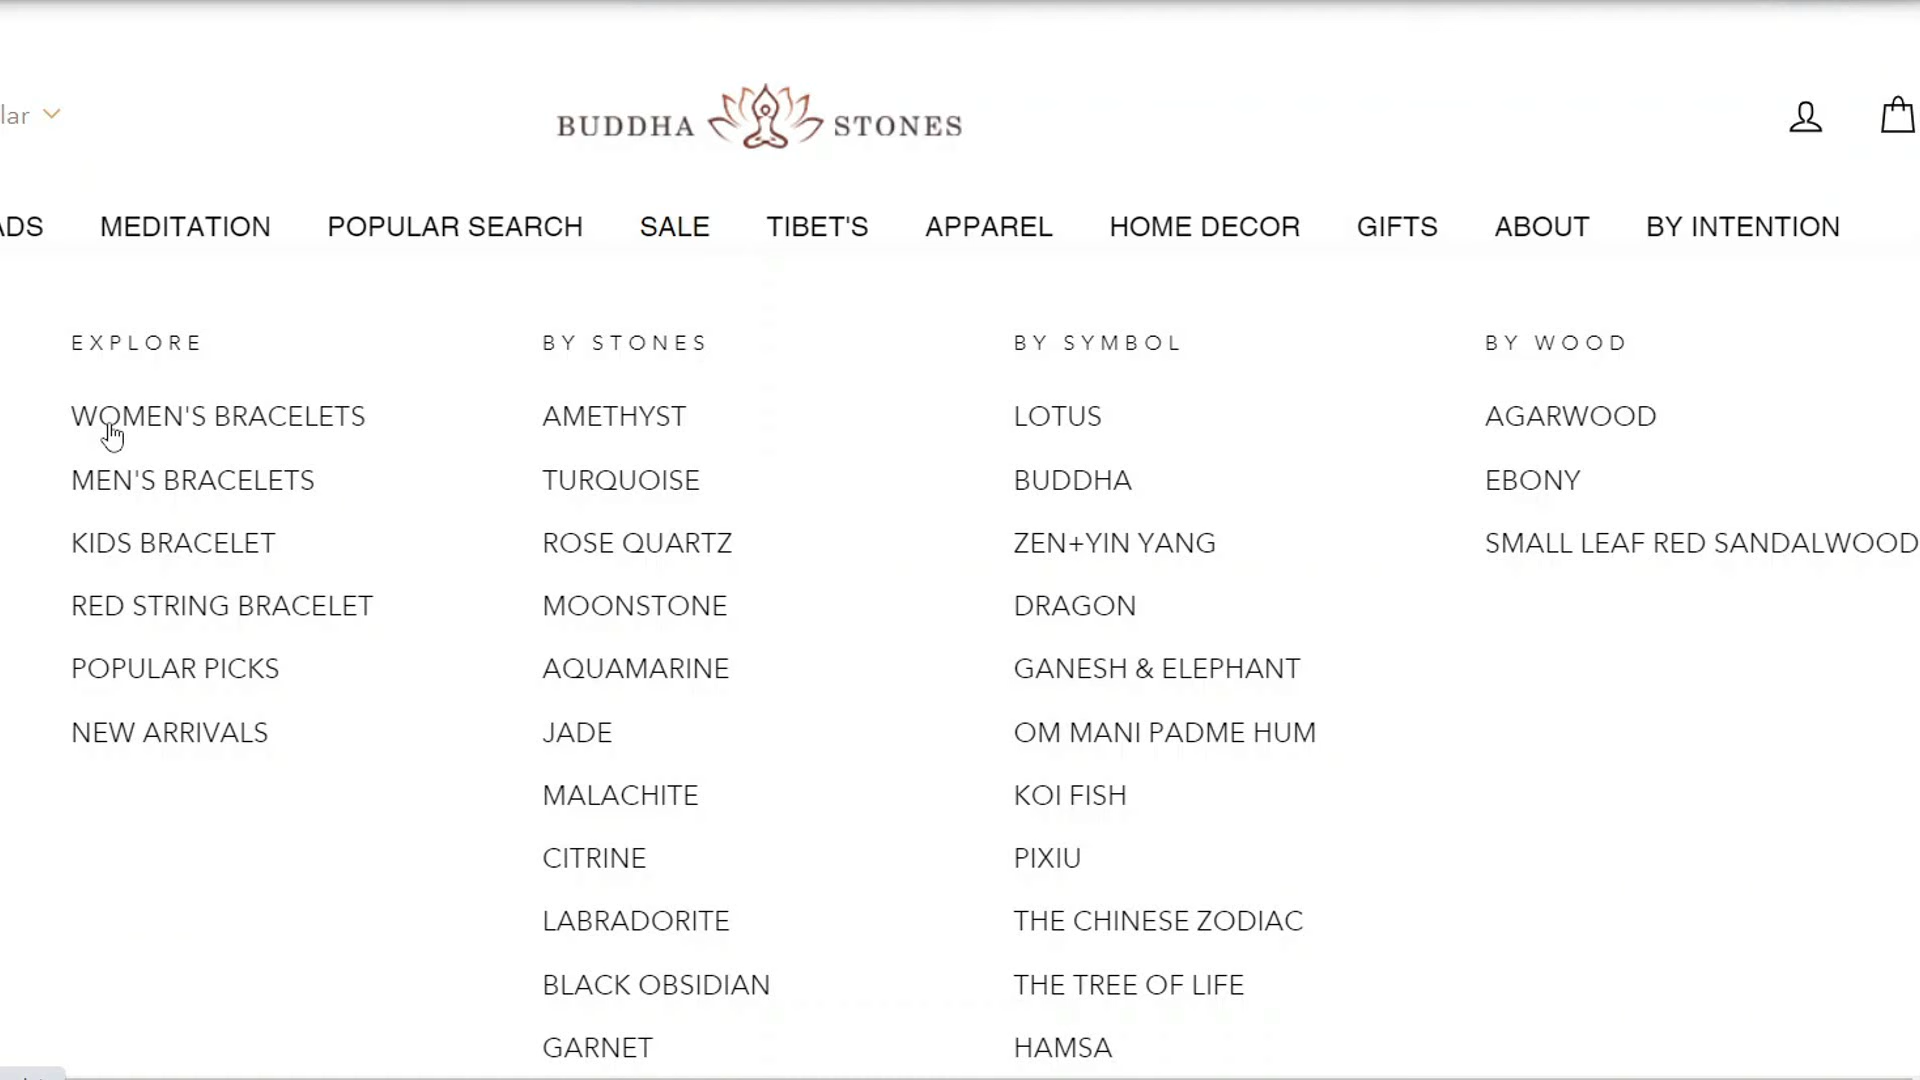 lar
BUDDHA STONES
ADS MEDITATION POPULAR SEARCH SALE TIBET'S APPAREL HOME DECOR GIFTS ABOUT BY INTENTION
EXPLORE
WOMEN'S BRACELETS
MEN'S BRACELETS
KIDS BRACELET
RED STRING BRACELET
POPULAR PICKS
NEW ARRIVALS
BY STONES
AMETHYST
TURQUOISE
ROSE QUARTZ
MOONSTONE
AQUAMARINE
JADE
MALACHITE
CITRINE
LABRADORITE
BLACK OBSIDIAN
GARNET
BY SYMBOL
LOTUS
BUDDHA
ZEN+YIN YANG
DRAGON
GANESH & ELEPHANT
OM MANI PADME HUM
KOI FISH
PIXIU
THE CHINESE ZODIAC
THE TREE OF LIFE
HAMSA
BY WOOD
AGARWOOD
EBONY
SMALL LEAF RED SANDALWOOD